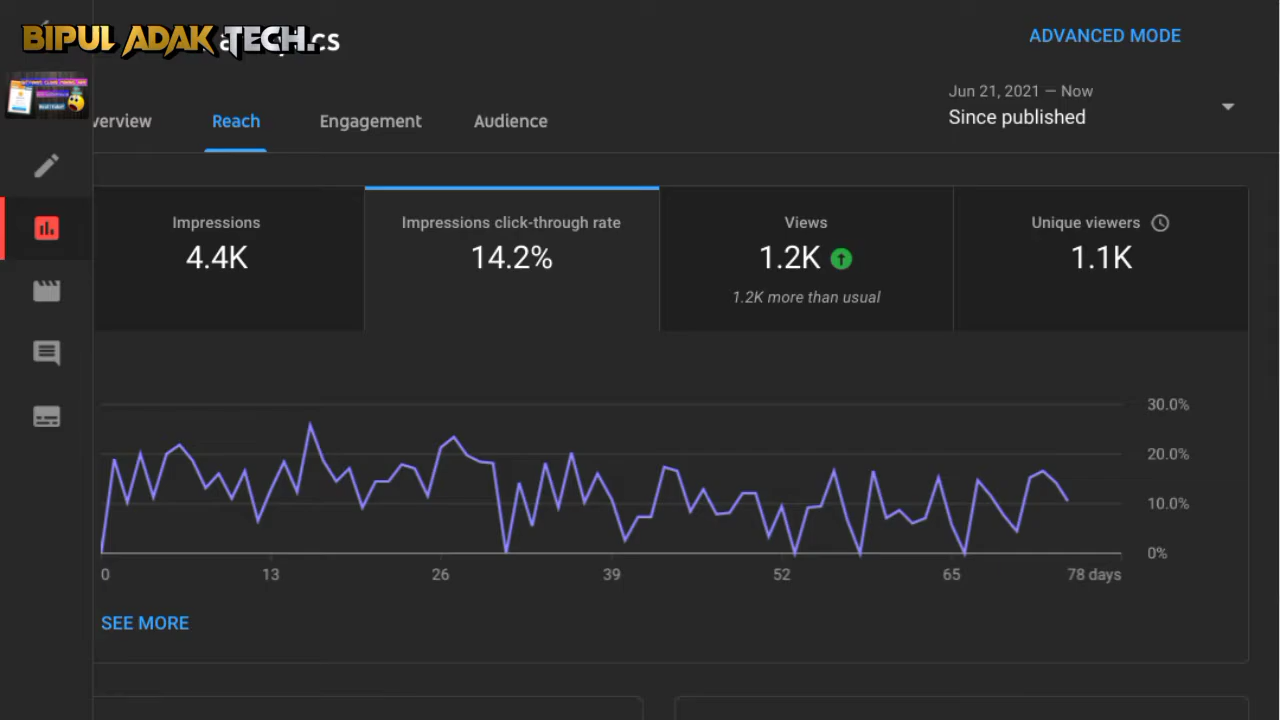 BIPUL ADAK TECH.
cs
ADVANCED MODE
Jun 21, 2021 — Now
Since published
verview
Reach
Engagement
Audience
Impressions
4.4K
Impressions click-through rate
14.2%
Views
1.2K
1.2K more than usual
Unique viewers
1.1K
30.0%
20.0%
10.0%
0%
0
13
26
39
52
65
78 days
SEE MORE